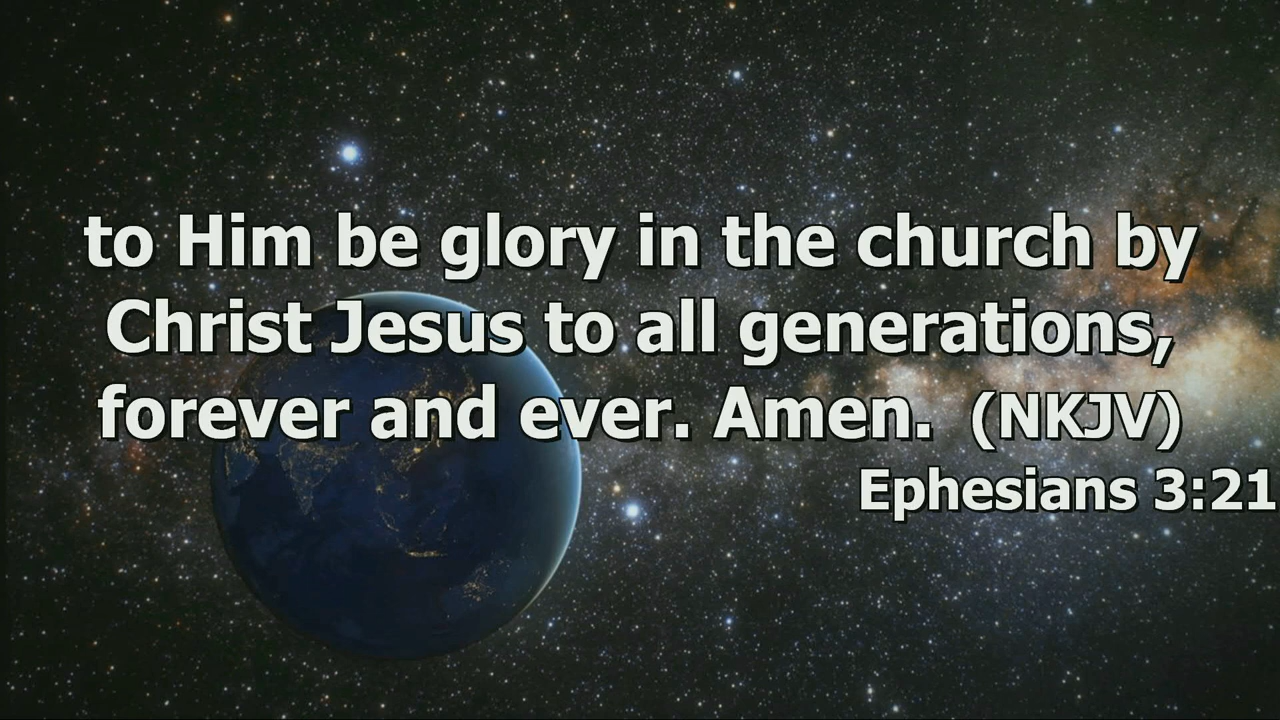 to Him be glory in the church by
Christ Jesus to all generations,
forever and ever. Amen. (NKJV)
Ephesians 3:21